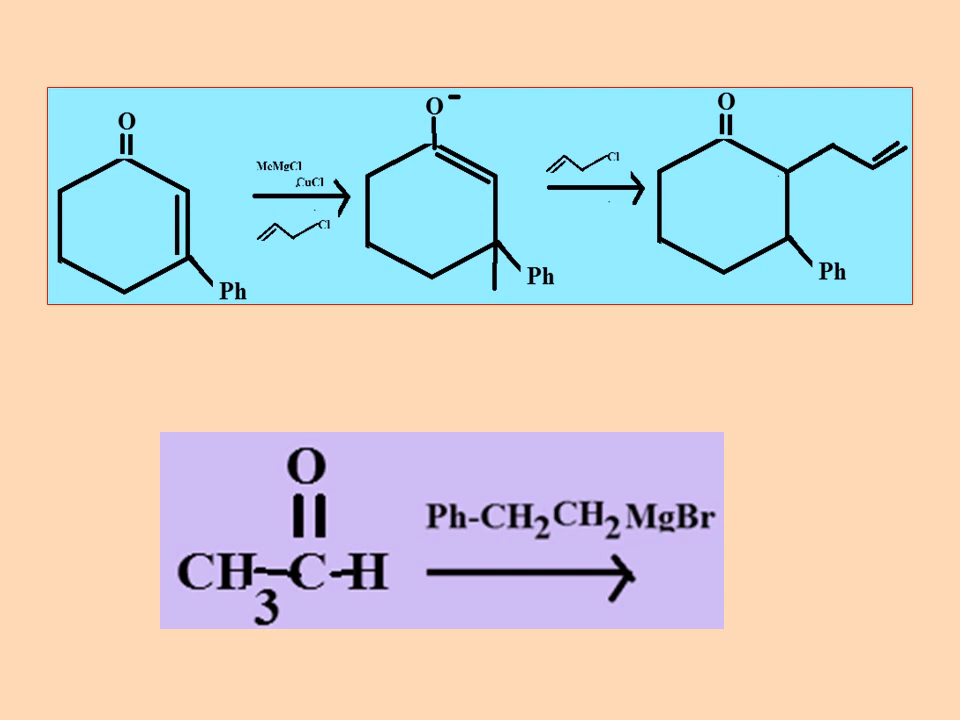 O
MeMgCl
CuCl
Cl
Ph
O-
Ph
Cl
O
Ph
O
CH3-C-H
Ph-CH2CH2MgBr